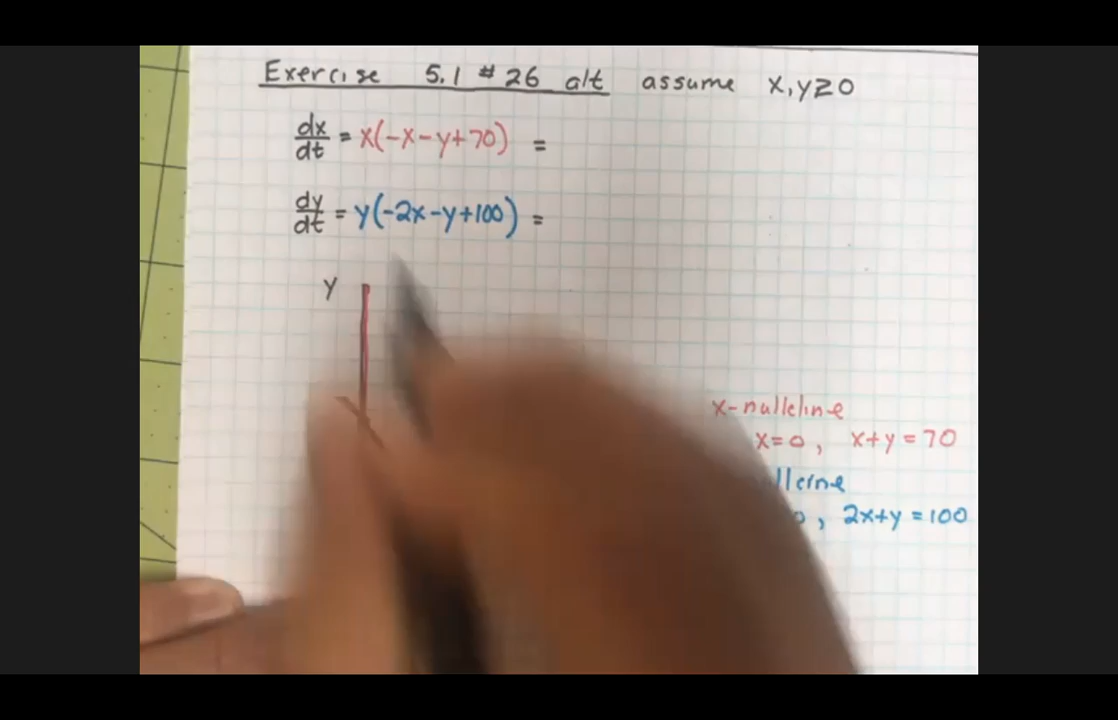 Exercise 5.1 # 26 alt assume x,y≥0
dx/dt = x(-x-y+70) =
dy/dt = y(-2x-y+100) =
y
x-nullcline
x=0, x+y=70
, 2x+y=100